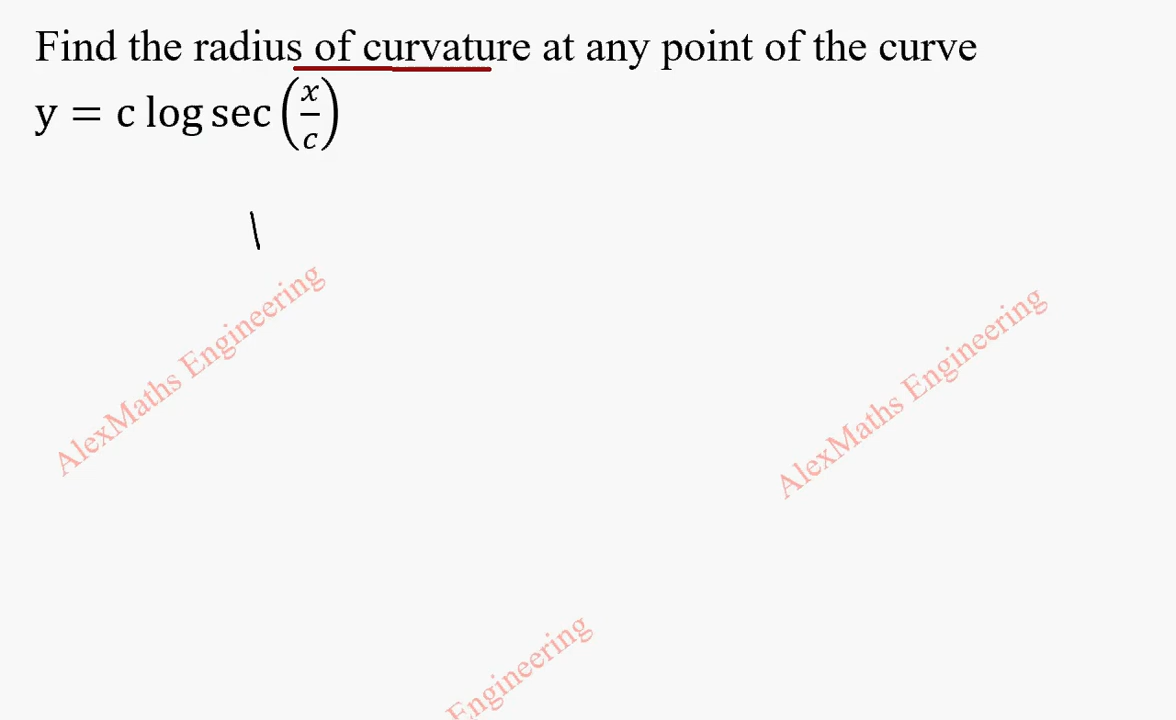 Find the radius of curvature at any point of the curve
y = c log sec (x/c)
\
AlexMaths Engineering
AlexMaths Engineering
Engineering